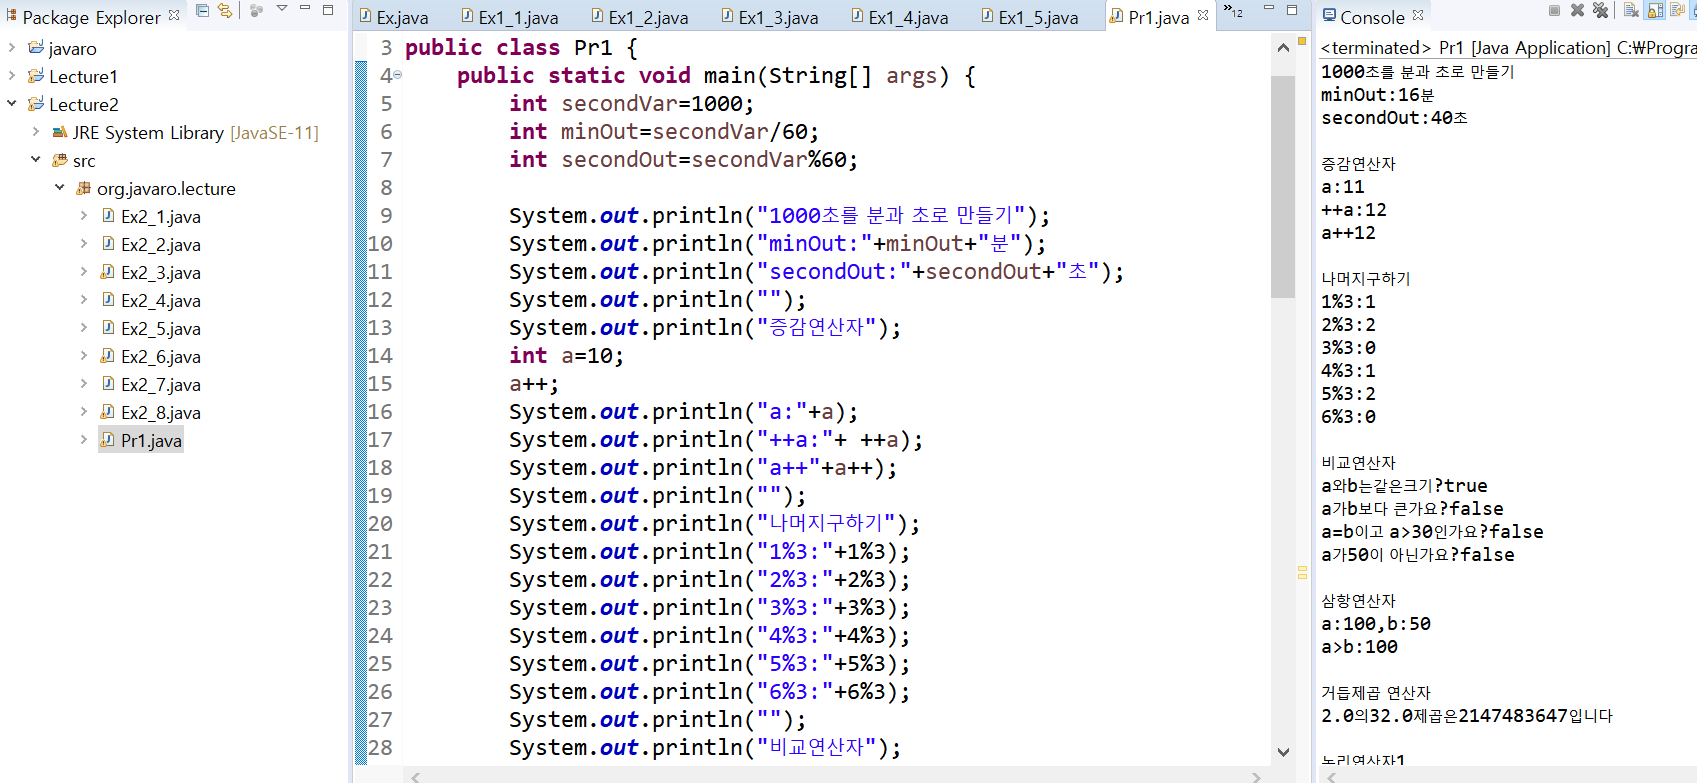 Package Explorer
javaro
Lecture1
Lecture2
JRE System Library [JavaSE-11]
src
org.javaro.lecture
Ex2_1.java
Ex2_2.java
Ex2_3.java
Ex2_4.java
Ex2_5.java
Ex2_6.java
Ex2_7.java
Ex2_8.java
Pr1.java
Ex.java Ex1_1.java Ex1_2.java Ex1_3.java Ex1_4.java Ex1_5.java Pr1.java »12
3 public class Pr1 {
4 public static void main(String[] args) {
5 int secondVar=1000;
6 int minOut=secondVar/60;
7 int secondOut=secondVar%60;
8
9 System.out.println("1000초를 분과 초로 만들기");
10 System.out.println("minOut:"+minOut+"분");
11 System.out.println("secondOut:"+secondOut+"초");
12 System.out.println("");
13 System.out.println("증감연산자");
14 int a=10;
15 a++;
16 System.out.println("a:"+a);
17 System.out.println("++a:"+ ++a);
18 System.out.println("a++"+a++);
19 System.out.println("");
20 System.out.println("나머지구하기");
21 System.out.println("1%3:"+1%3);
22 System.out.println("2%3:"+2%3);
23 System.out.println("3%3:"+3%3);
24 System.out.println("4%3:"+4%3);
25 System.out.println("5%3:"+5%3);
26 System.out.println("6%3:"+6%3);
27 System.out.println("");
28 System.out.println("비교연산자");
Console
<terminated> Pr1 [Java Application] C:₩Progra
1000초를 분과 초로 만들기
minOut:16분
secondOut:40초
증감연산자
a:11
++a:12
a++12
나머지구하기
1%3:1
2%3:2
3%3:0
4%3:1
5%3:2
6%3:0
비교연산자
a와b는같은크기?true
a가b보다 큰가요?false
a=b이고 a>30인가요?false
a가50이 아닌가요?false
삼항연산자
a:100,b:50
a>b:100
거듭제곱 연산자
2.0의32.0제곱은2147483647입니다
논리연산자1